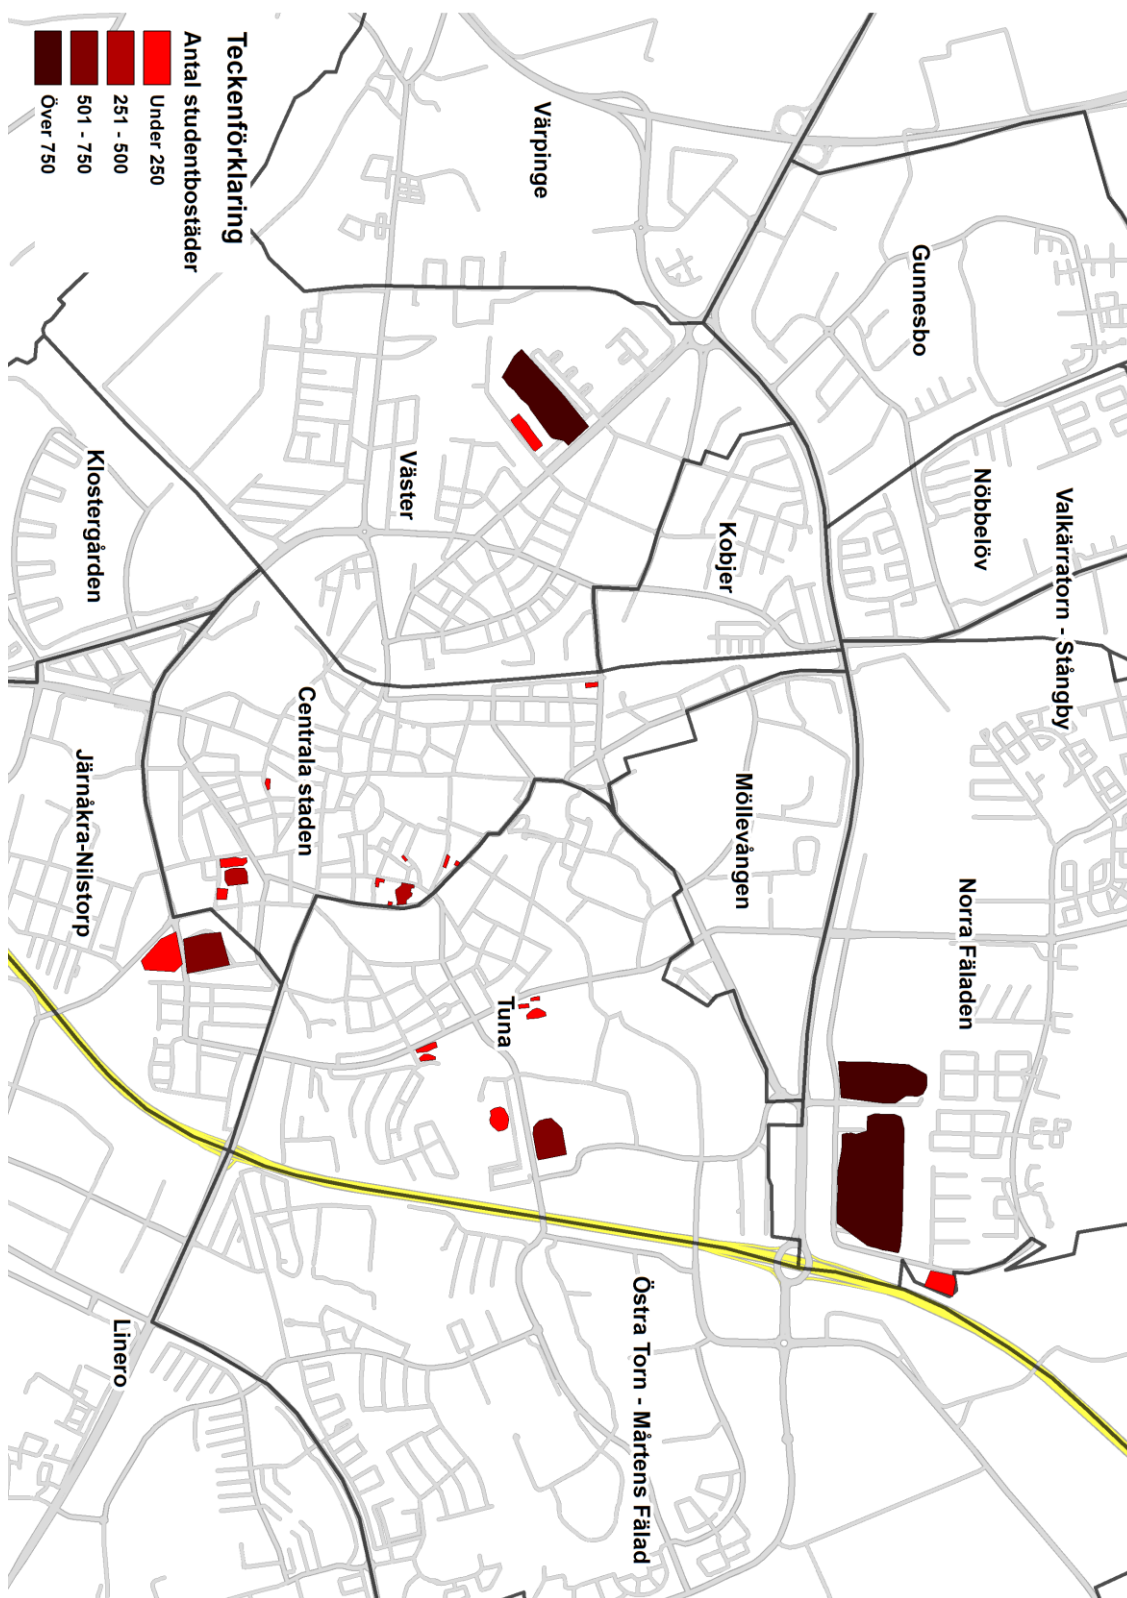 Teckenförklaring
Antal studentbostäder
Under 250
251 - 500
501 - 750
Över 750
Värpinge
Gunnesbo
Nöbbelöv
Valkärratorn - Stångby
Kobjer
Väster
Klostergården
Centrala staden
Järnåkra-Nilstorp
Möllevången
Norra Fäladen
Tuna
Östra Torn - Mårtens Fälad
Linero